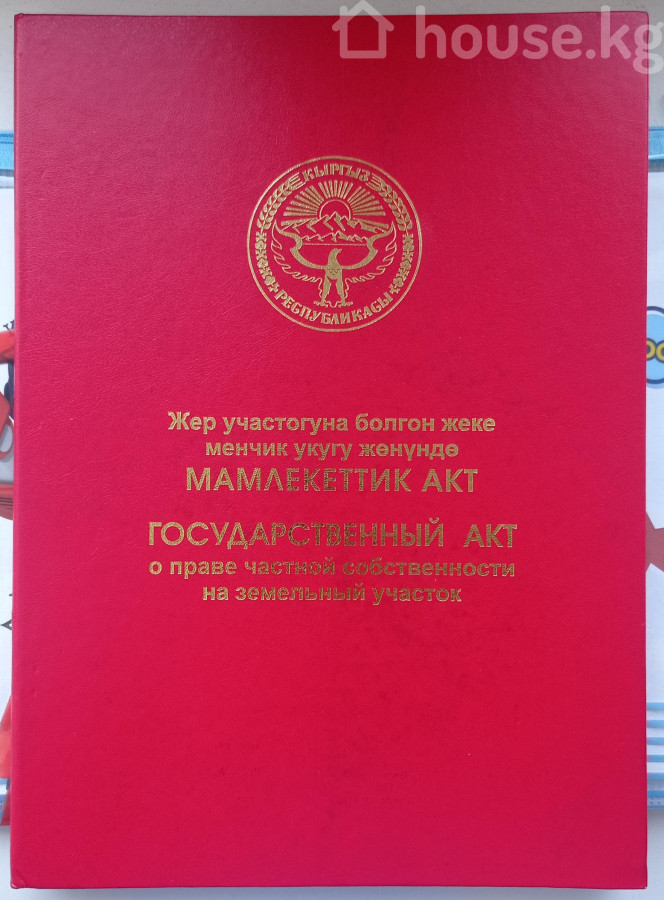 house.kg
КЫРГЫЗ
РЕСПУБЛИКАСЫ
Жер участогуна болгон жеке
менчик укугу жөнүндө
МАМЛЕКЕТТИК АКТ
ГОСУДАРСТВЕННЫЙ АКТ
о праве частной собственности
на земельный участок